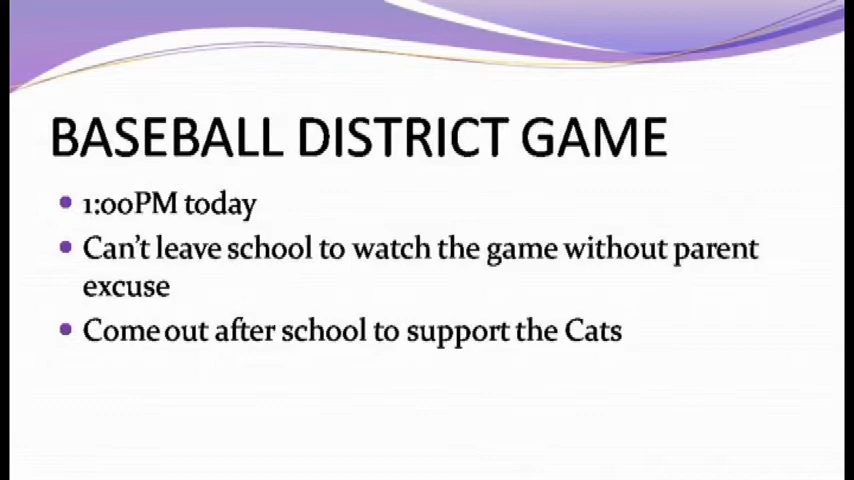 BASEBALL DISTRICT GAME
• 1:00PM today
• Can't leave school to watch the game without parent
excuse
• Come out after school to support the Cats